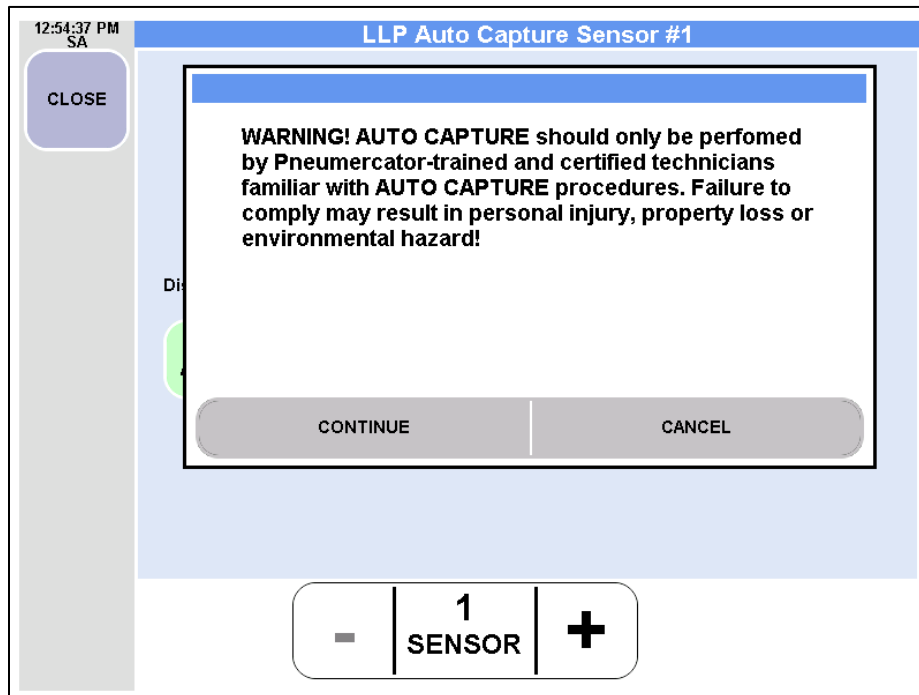 12:54:37 PM
SA
LLP Auto Capture Sensor #1
CLOSE
WARNING! AUTO CAPTURE should only be perfomed
by Pneumercator-trained and certified technicians
familiar with AUTO CAPTURE procedures. Failure to
comply may result in personal injury, property loss or
environmental hazard!
CONTINUE
CANCEL
-
1
SENSOR
+